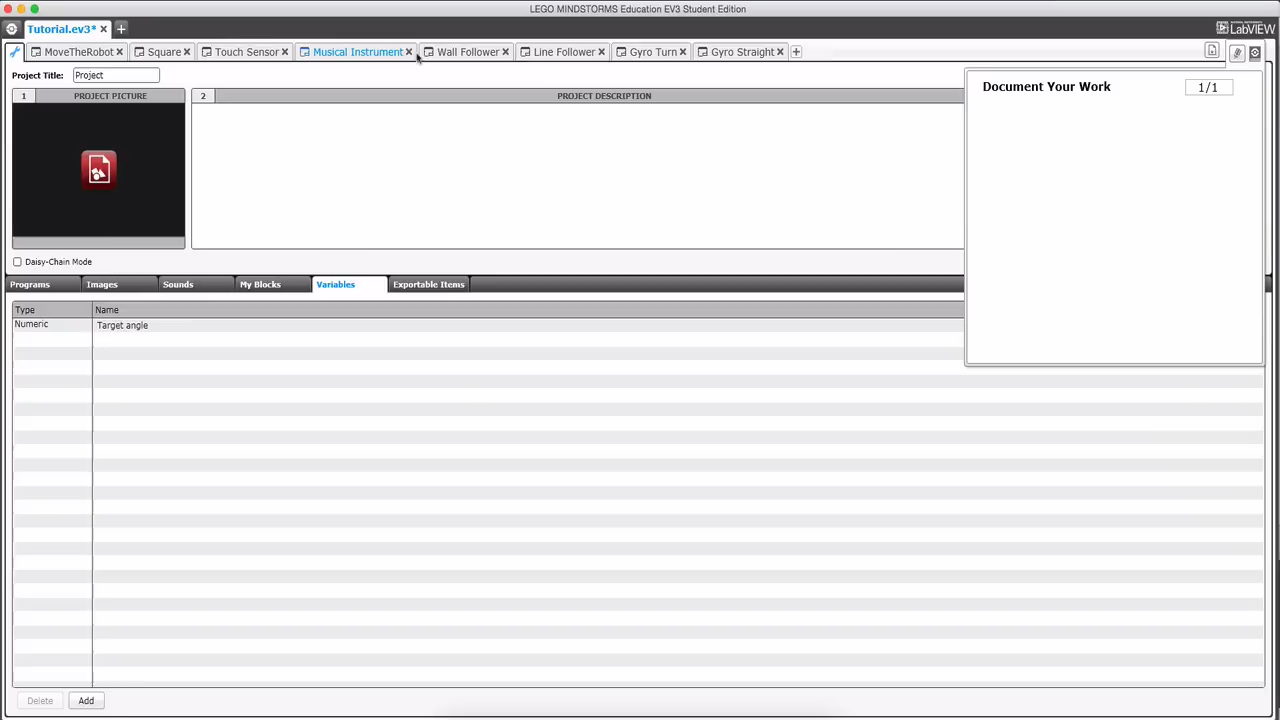 LEGO MINDSTORMS Education EV3 Student Edition
Tutorial.ev3*
LabVIEW
MoveTheRobot Square Touch Sensor Musical Instrument Wall Follower Line Follower Gyro Turn Gyro Straight
Project Title: Project
1 PROJECT PICTURE 2 PROJECT DESCRIPTION
Document Your Work 1/1
Daisy-Chain Mode
Programs Images Sounds My Blocks Variables Exportable Items
Type Name
Numeric Target angle
Delete Add